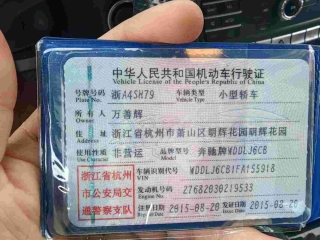 中华人民共和国机动车行驶证
Vehicle License of the People's Republic of China
号牌号码 浙A4SH79 车辆类型 小型轿车
Plate No. Vehicle Type
所有人 万善辉
Owner
住址 浙江省杭州市萧山区朝辉花园朝辉花园
使用性质 非营运 品牌型号 奔驰牌WDDLJ6CB
Use Character
浙江省杭州 车辆识别代号 WDDLJ6CB1FA155918
VIN
市公安局交 发动机号码 27682030219533
通警察支队 注册日期 2015-08-20 发证日期 2015-08-20